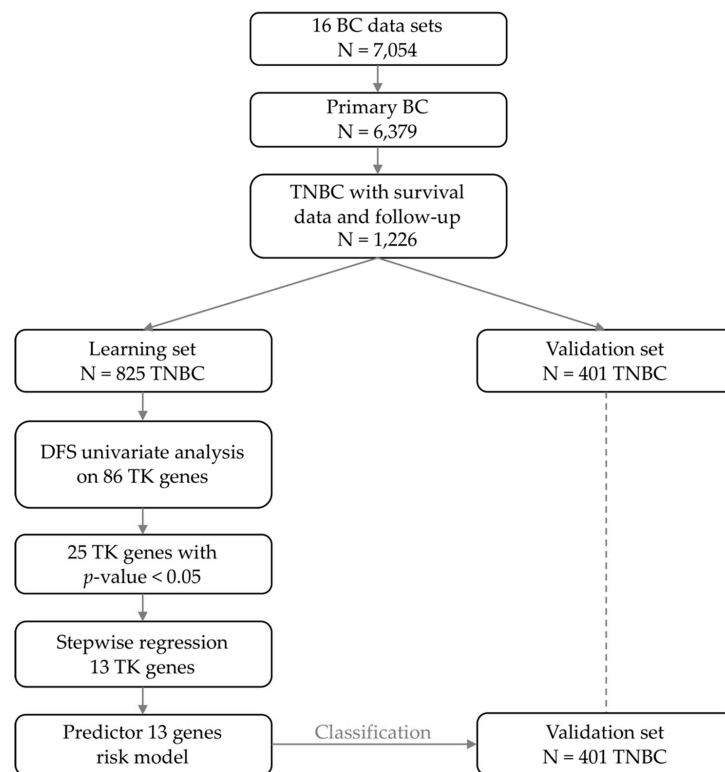 16 BC data sets
N = 7,054
Primary BC
N = 6,379
TNBC with survival
data and follow-up
N = 1,226
Learning set
N = 825 TNBC
Validation set
N = 401 TNBC
DFS univariate analysis
on 86 TK genes
25 TK genes with
p-value < 0.05
Stepwise regression
13 TK genes
Predictor 13 genes
risk model
Classification
Validation set
N = 401 TNBC